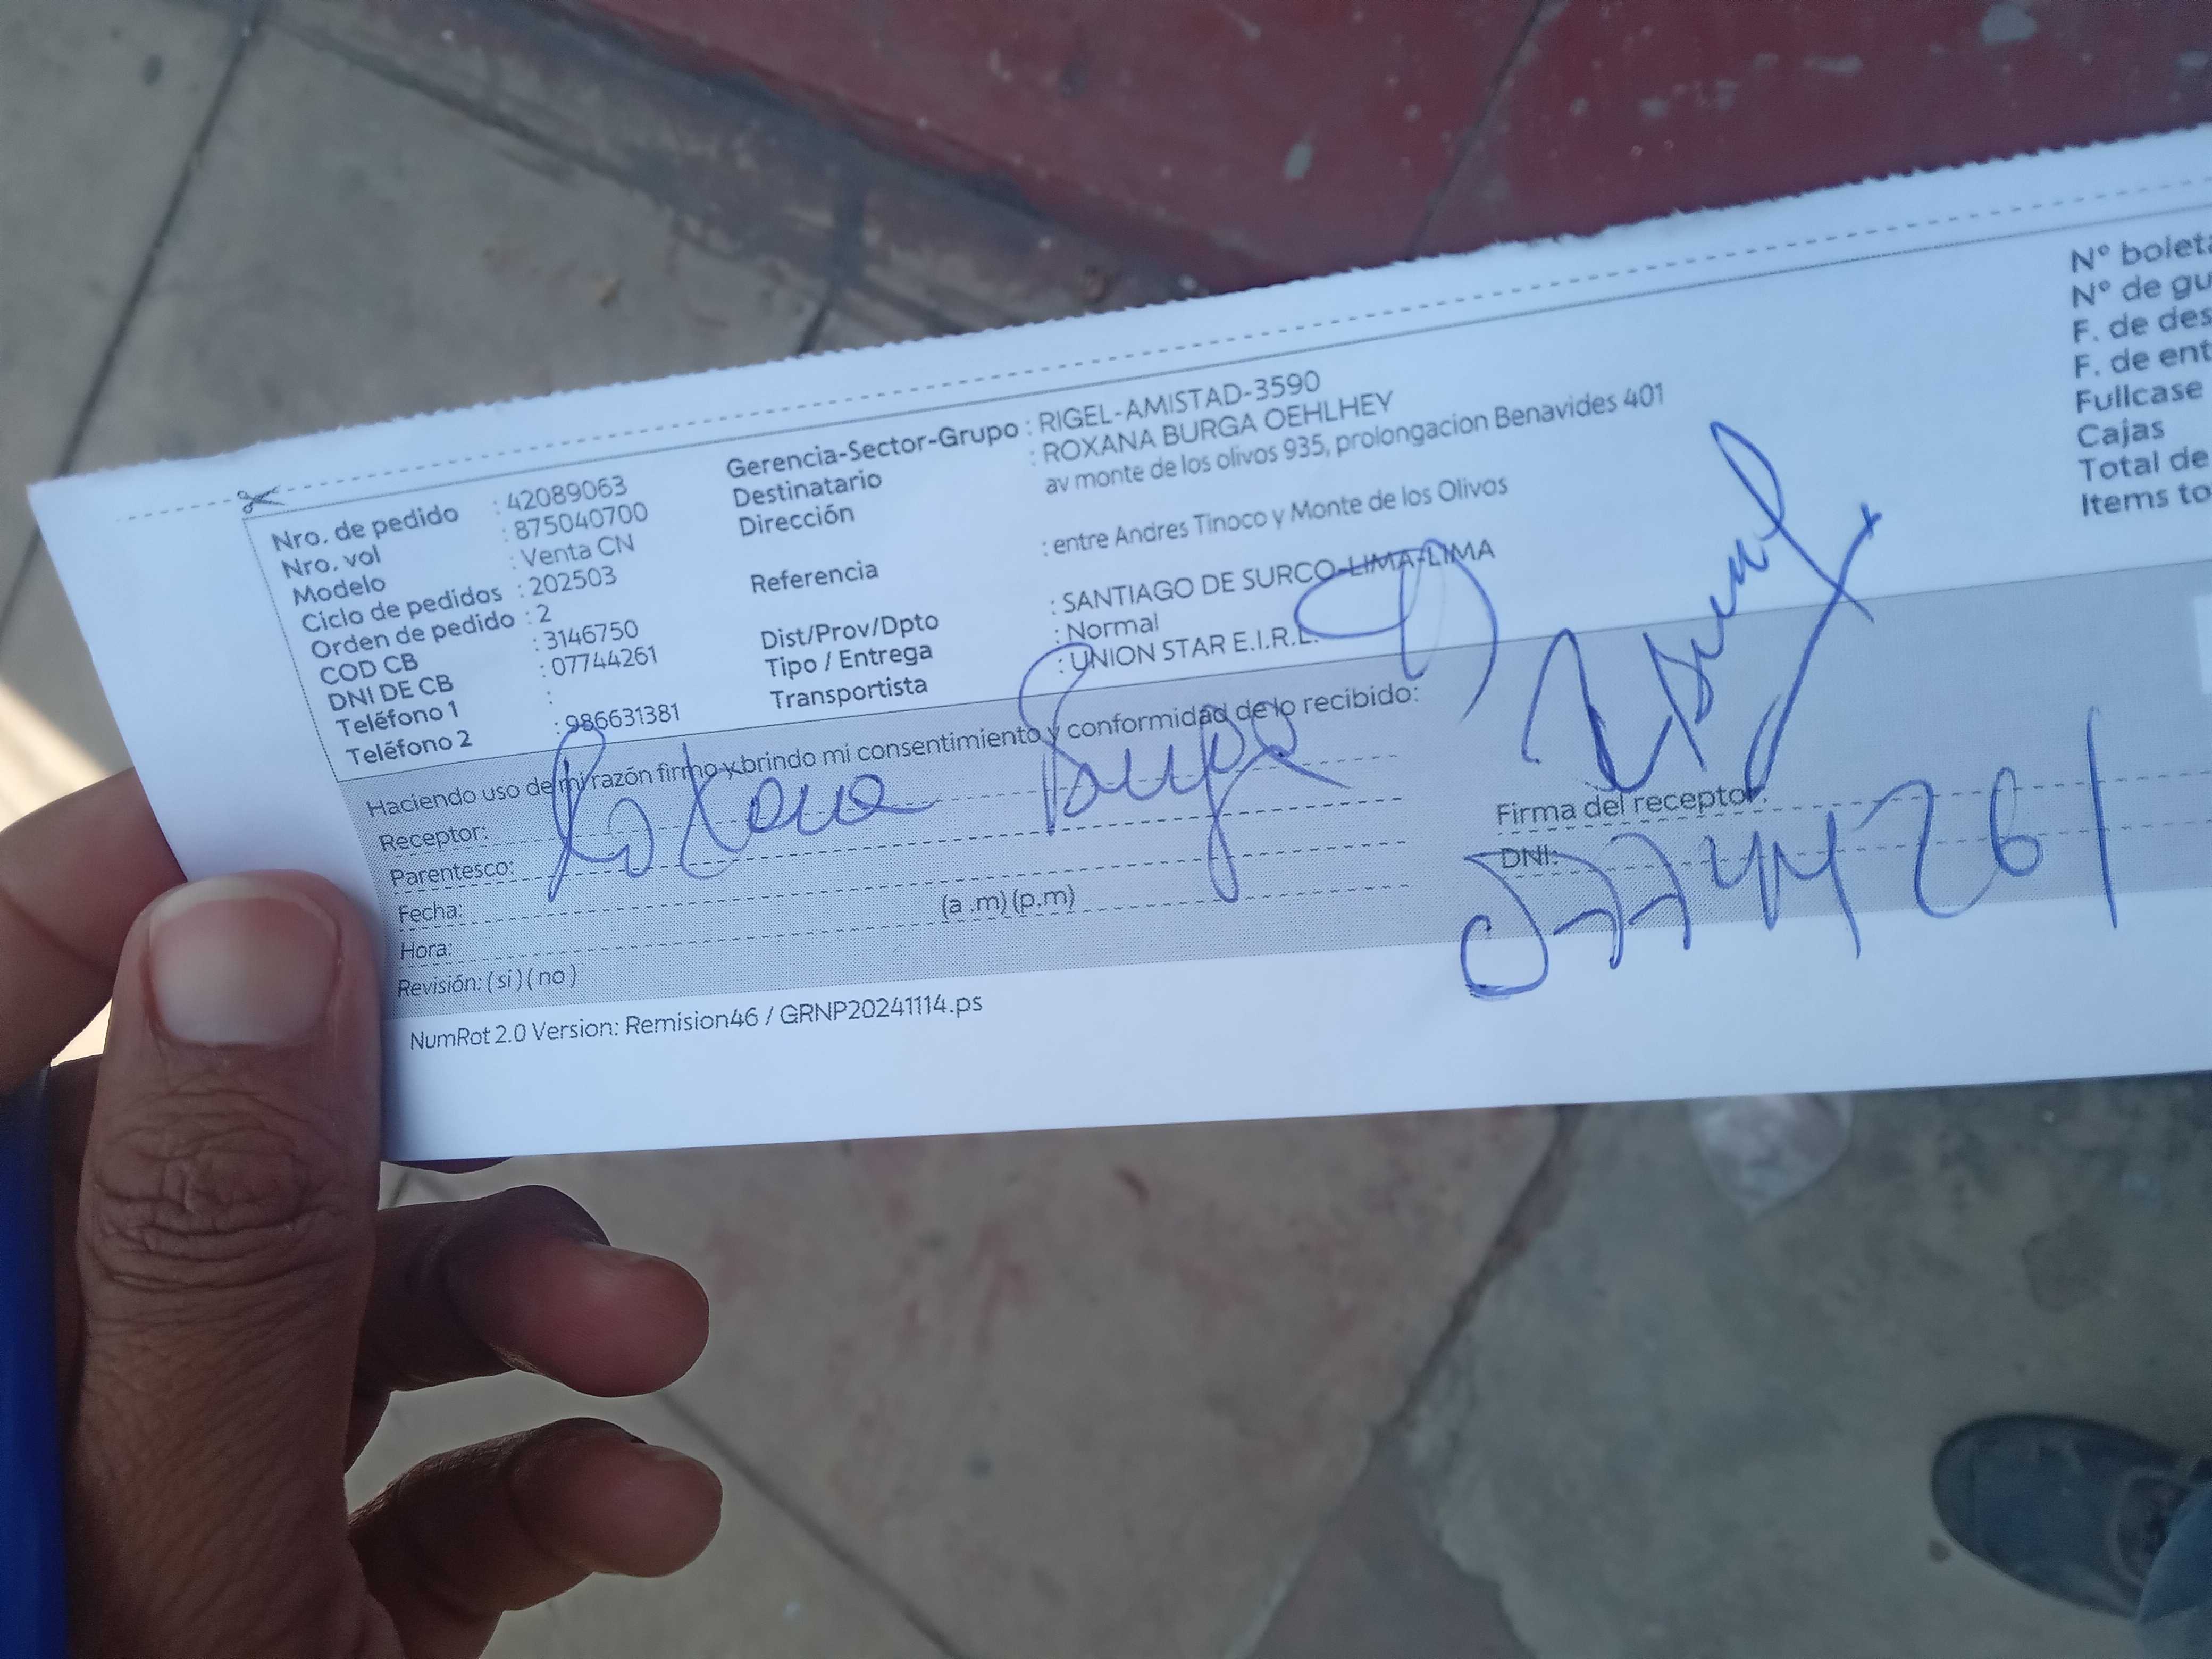 Nro. de pedido : 42089063
Nro. vol : 875040700
Modelo : Venta CN
Ciclo de pedidos : 202503
Orden de pedido : 2
COD CB : 3146750
DNI DE CB : 07744261
Teléfono 1 :
Teléfono 2 : 986631381
Gerencia-Sector-Grupo : RIGEL-AMISTAD-3590
Destinatario : ROXANA BURGA OEHLHEY
Dirección av monte de los olivos 935, prolongacion Benavides 401
Referencia : entre Andres Tinoco y Monte de los Olivos
Dist/Prov/Dpto : SANTIAGO DE SURCO-LIMA-LIMA
Tipo / Entrega : Normal
Transportista : UNION STAR E.I.R.L.
N° boleta
N° de gu
F. de des
F. de ent
Fullcase
Cajas
Total de
Items to
Haciendo uso de mi razón firmo y brindo mi consentimiento y conformidad de lo recibido:
Receptor: Roxana Burga O
Parentesco:
Fecha:
Hora: (a .m) (p.m)
Revisión: ( si ) ( no )
Firma del receptor:
DNI: 07744261
NumRot 2.0 Version: Remision46 / GRNP20241114.ps